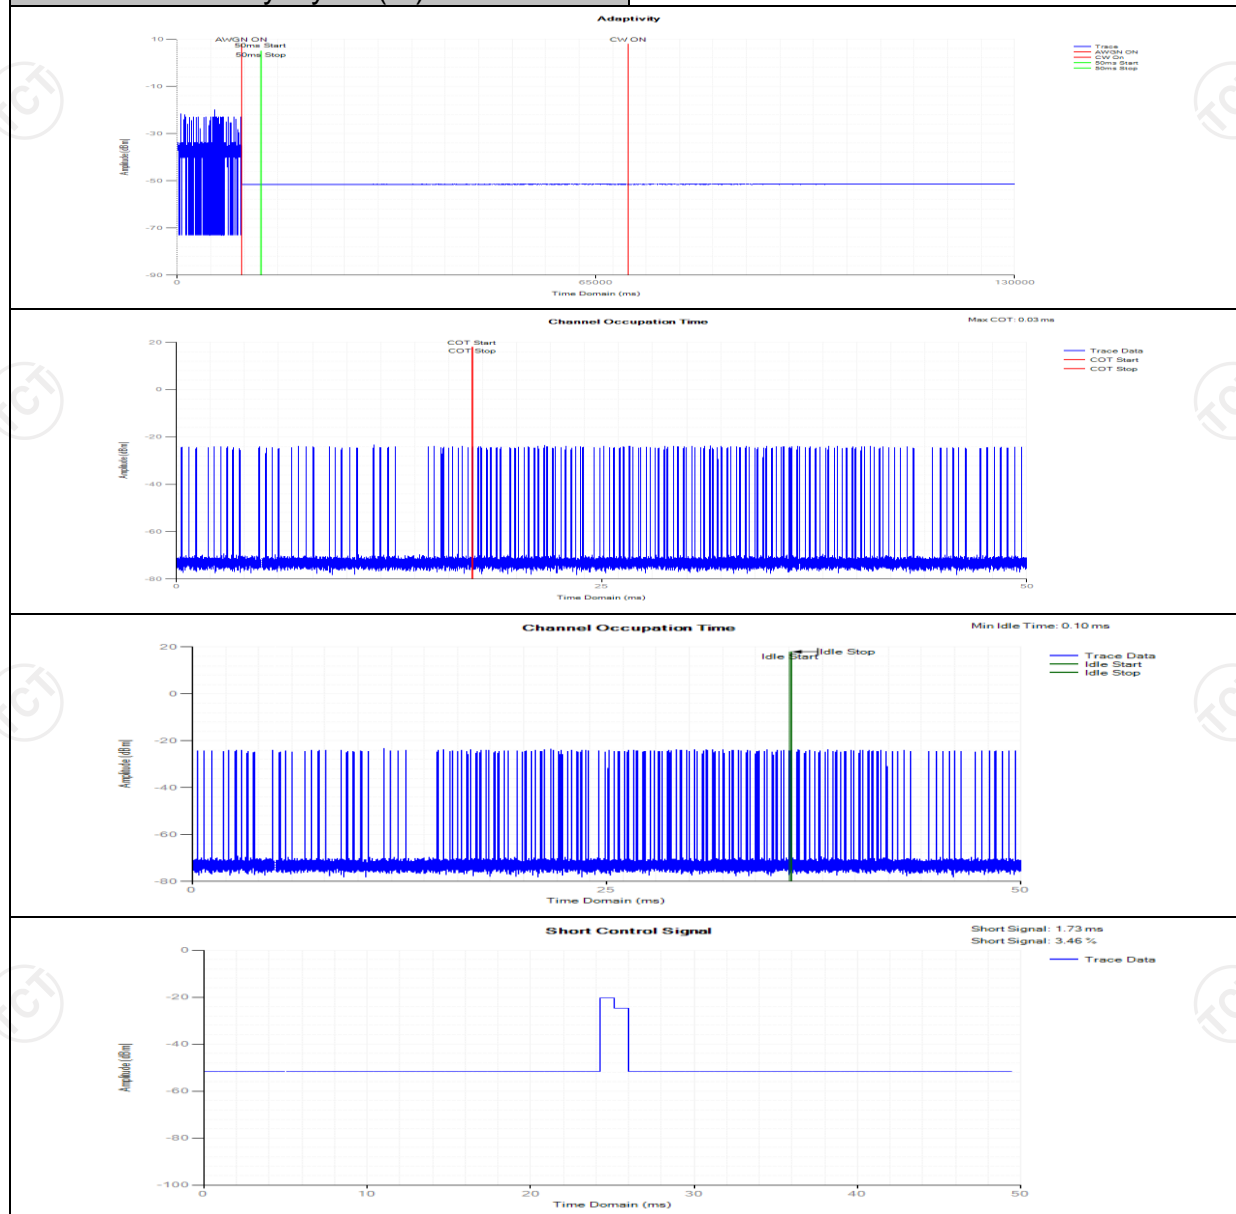 Adaptivity
10
-10
-30
-50
-70
-90
Amplitude (dBm)
AWGN ON
50ms Start
50ms Stop
CW ON
0
65000
130000
Time Domain (ms)
Trace
AWGN ON
CW On
50ms Start
50ms Stop
Channel Occupation Time
Max COT: 0.03 ms
20
0
-20
-40
-60
-80
Amplitude (dBm)
COT Start
COT Stop
0
25
50
Time Domain (ms)
Trace Data
COT Start
COT Stop
Channel Occupation Time
Min Idle Time: 0.10 ms
20
0
-20
-40
-60
-80
Amplitude (dBm)
Idle Start
Idle Stop
0
25
50
Time Domain (ms)
Trace Data
Idle Start
Idle Stop
Short Control Signal
Short Signal: 1.73 ms
Short Signal: 3.46 %
0
-20
-40
-60
-80
-100
Amplitude (dBm)
0
10
20
30
40
50
Time Domain (ms)
Trace Data
TCT
TCT
TCT
TCT